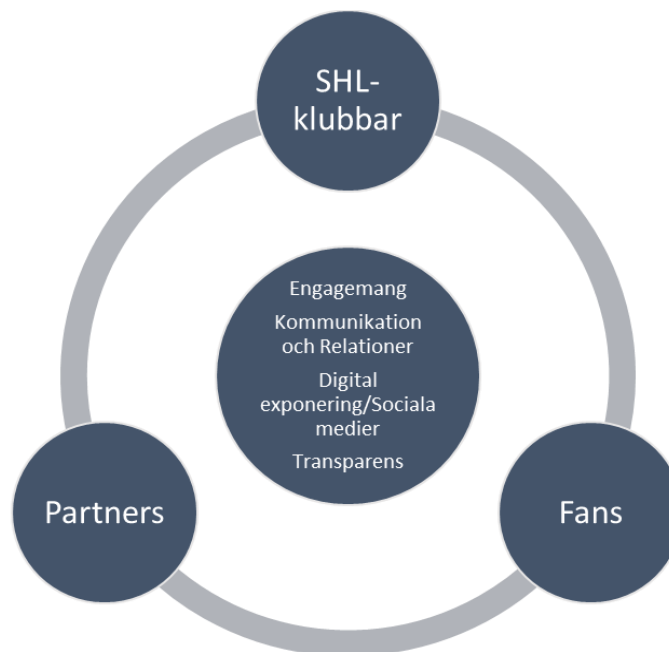 SHL-
klubbar
Engagemang
Kommunikation
och Relationer
Digital
exponering/Sociala
medier
Transparens
Partners
Fans